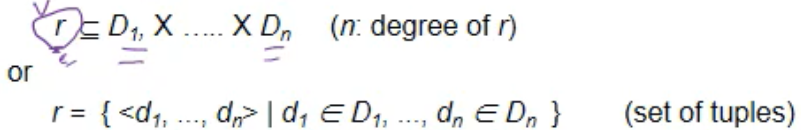 r ⊆ D₁, X ..... X Dₙ (n: degree of r)
or
r = { <d₁, ..., dₙ> | d₁ ∈ D₁, ..., dₙ ∈ Dₙ } (set of tuples)